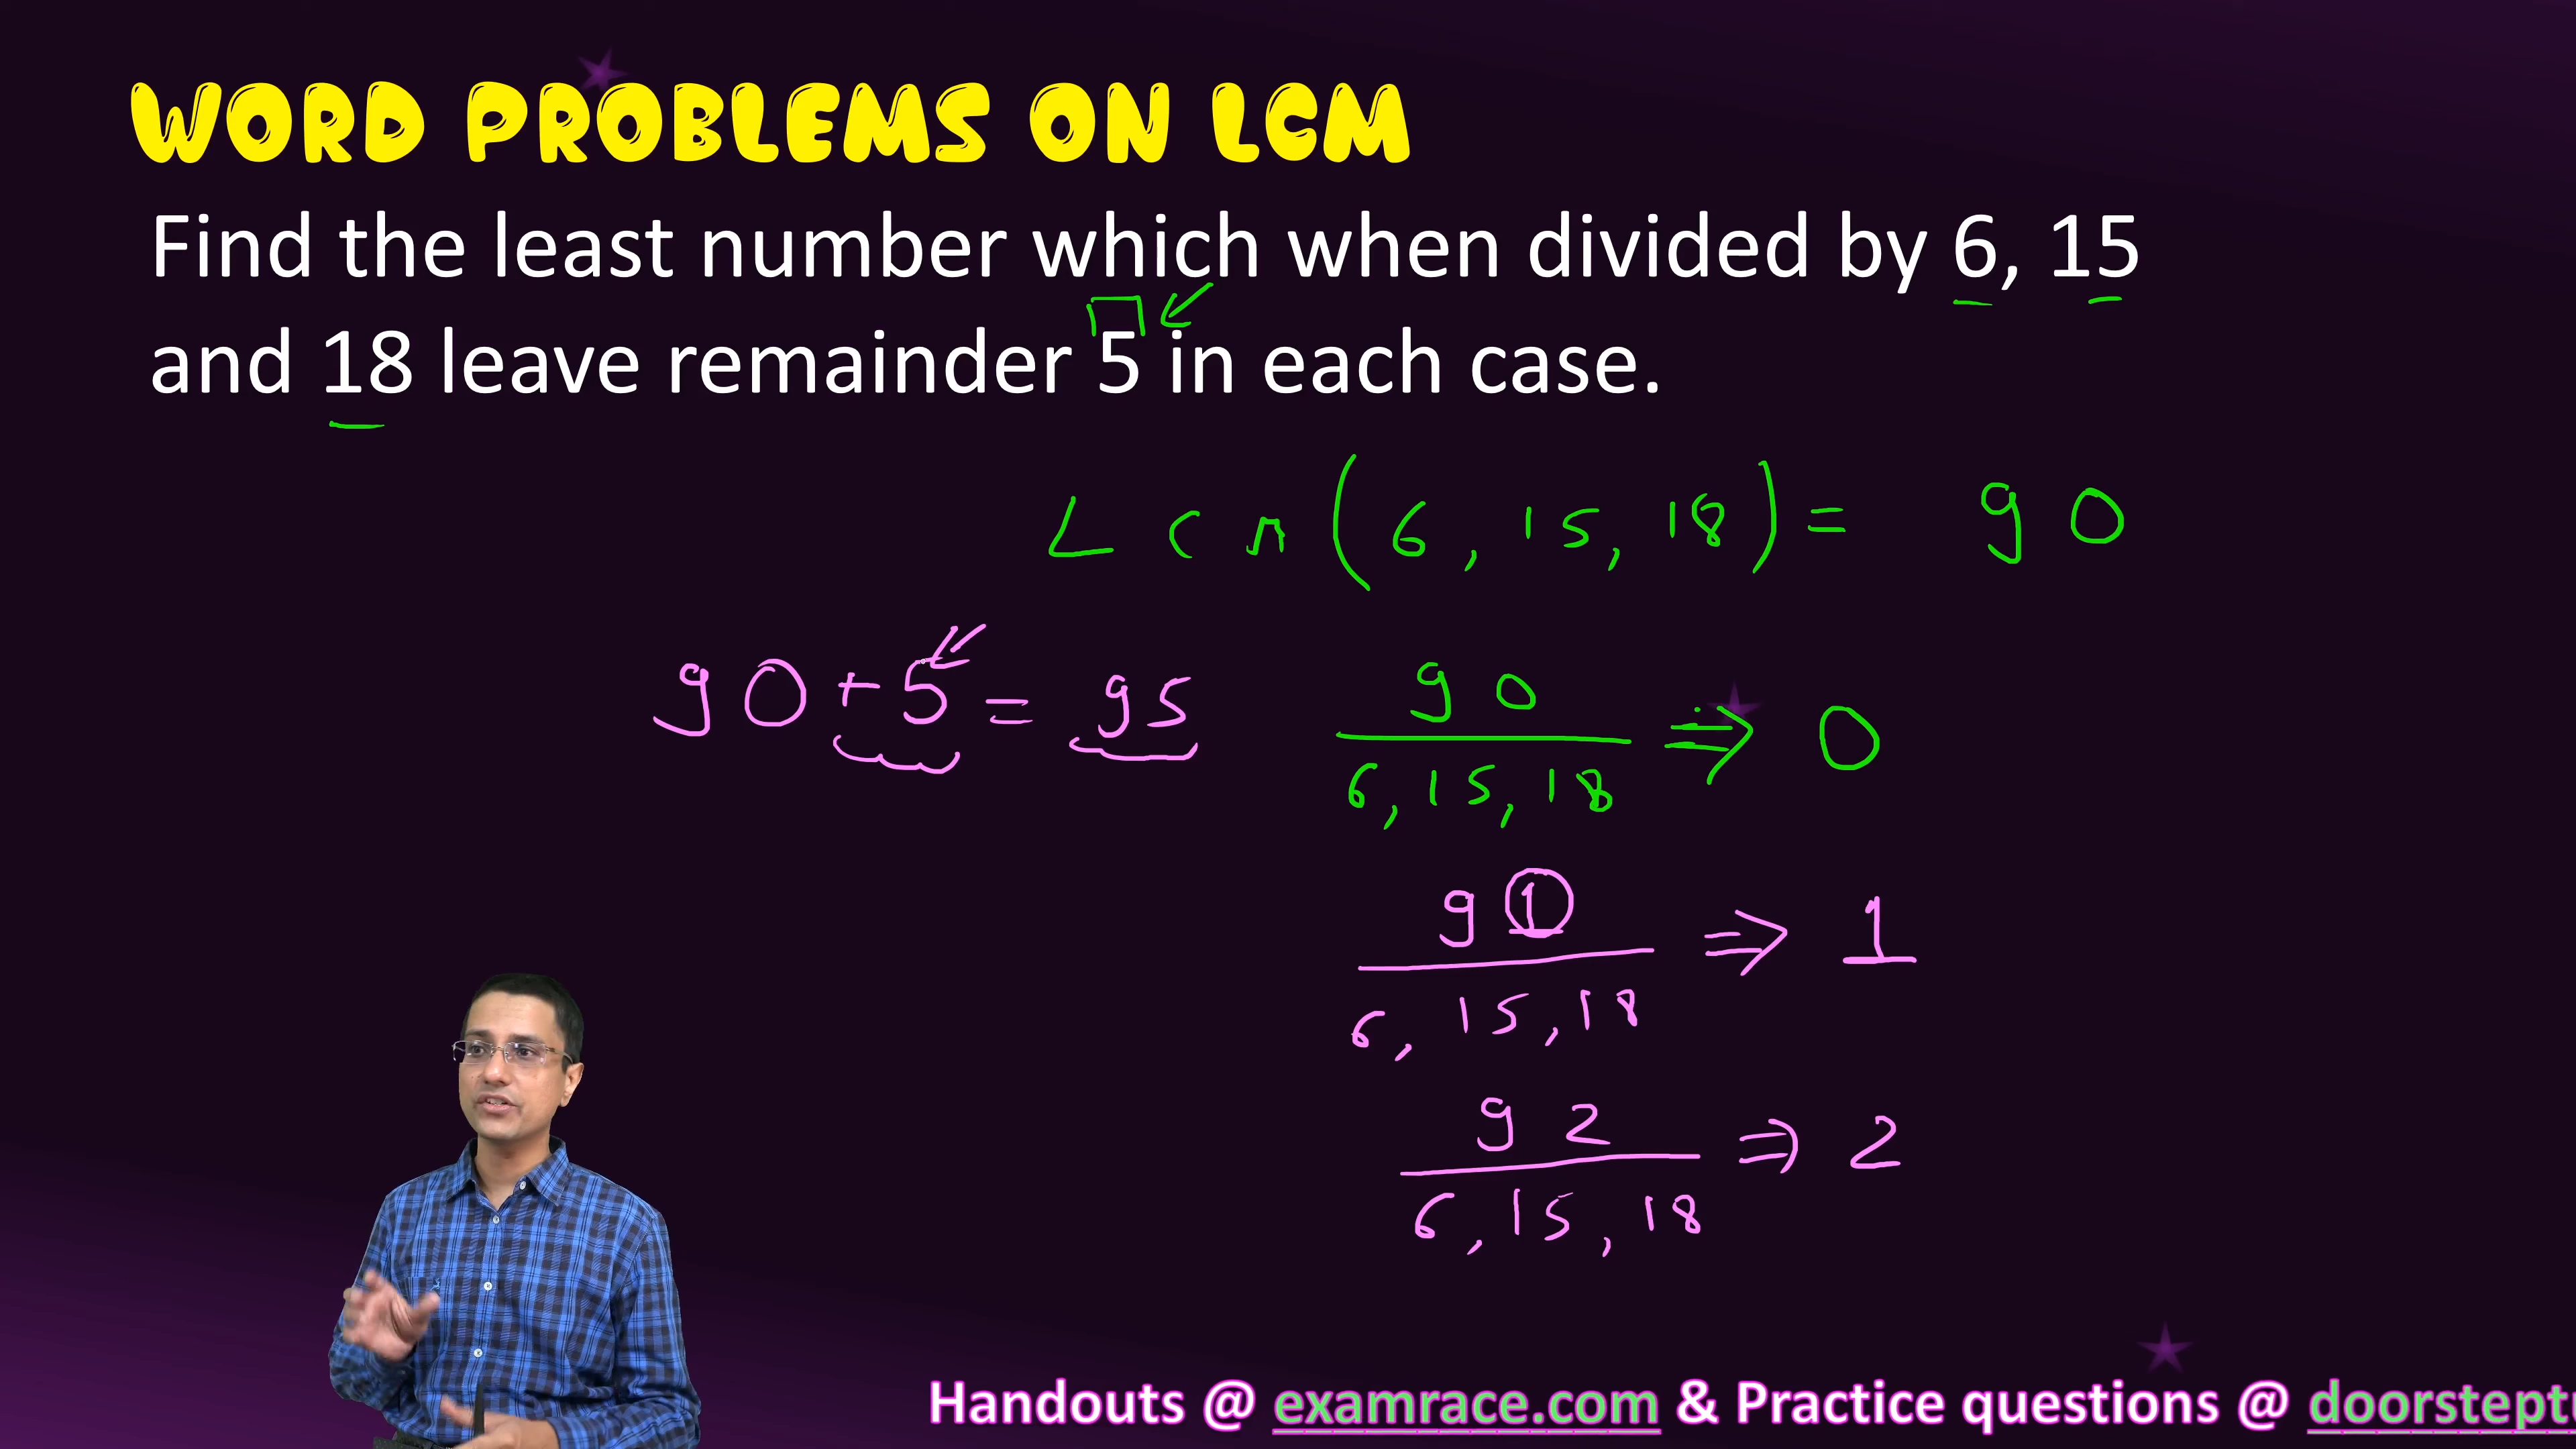 WORD PROBLEMS ON LCM
Find the least number which when divided by 6, 15
and 18 leave remainder 5 in each case.
LCM (6, 15, 18) = 90
90 + 5 = 95
90
6, 15, 18 ⇒ 0
91
6, 15, 18 ⇒ 1
92
6, 15, 18 ⇒ 2
Handouts @ examrace.com & Practice questions @ doorsteptu